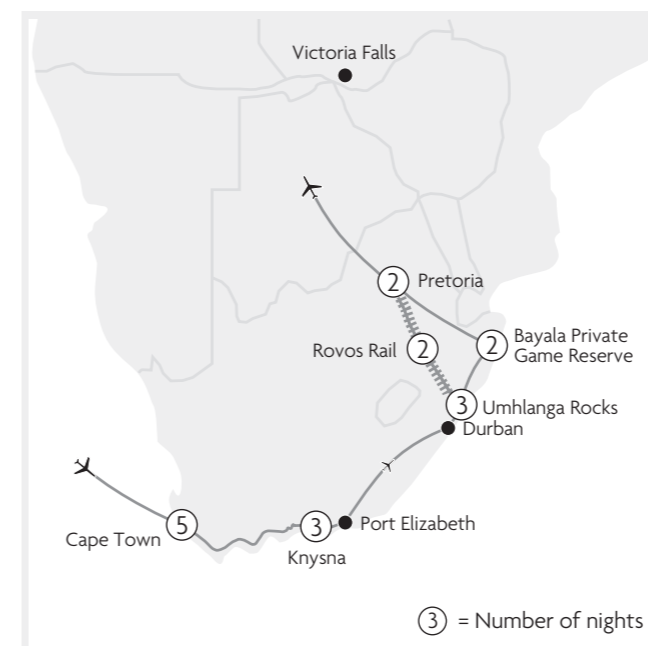 Victoria Falls
2
Pretoria
Rovos Rail
2
2
Bayala Private
Game Reserve
3
Umhlanga Rocks
Durban
5
Cape Town
3
Port Elizabeth
Knysna
3 = Number of nights